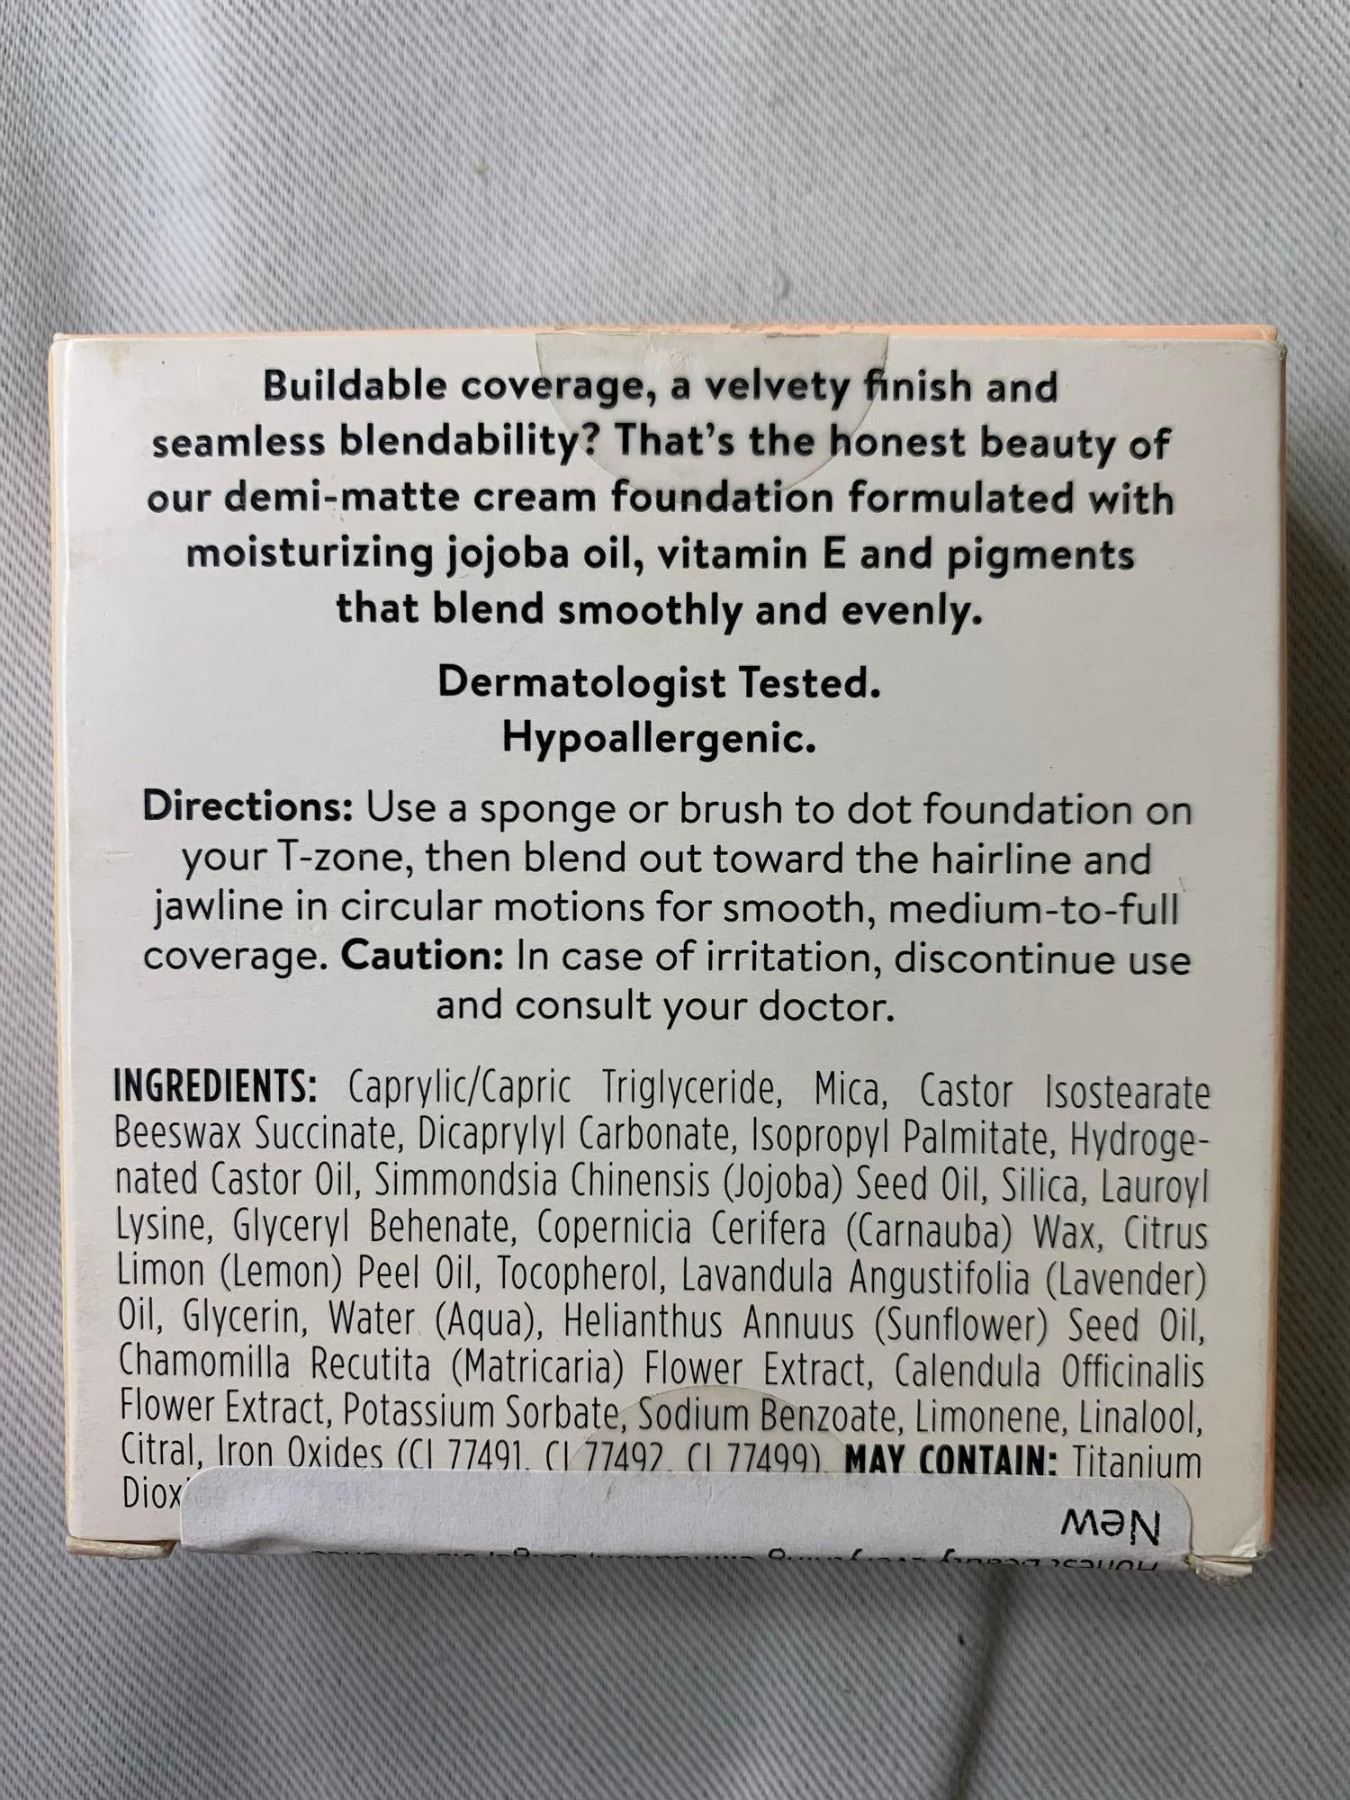 Buildable coverage, a velvety finish and
seamless blendability? That's the honest beauty of
our demi-matte cream foundation formulated with
moisturizing jojoba oil, vitamin E and pigments
that blend smoothly and evenly.
Dermatologist Tested.
Hypoallergenic.
Directions: Use a sponge or brush to dot foundation on
your T-zone, then blend out toward the hairline and
jawline in circular motions for smooth, medium-to-full
coverage. Caution: In case of irritation, discontinue use
and consult your doctor.
INGREDIENTS: Caprylic/Capric Triglyceride, Mica, Castor Isostearate
Beeswax Succinate, Dicaprylyl Carbonate, Isopropyl Palmitate, Hydroge-
nated Castor Oil, Simmondsia Chinensis (Jojoba) Seed Oil, Silica, Lauroyl
Lysine, Glyceryl Behenate, Copernicia Cerifera (Carnauba) Wax, Citrus
Limon (Lemon) Peel Oil, Tocopherol, Lavandula Angustifolia (Lavender)
Oil, Glycerin, Water (Aqua), Helianthus Annuus (Sunflower) Seed Oil,
Chamomilla Recutita (Matricaria) Flower Extract, Calendula Officinalis
Flower Extract, Potassium Sorbate, Sodium Benzoate, Limonene, Linalool,
Citral, Iron Oxides (CI 77491, CI 77492, CI 77499). MAY CONTAIN: Titanium
Diox
New